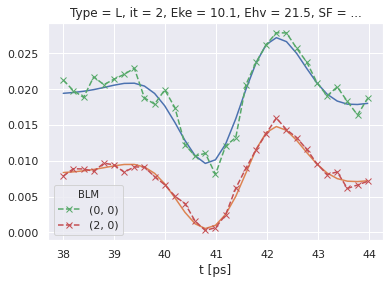 Type = L, it = 2, Eke = 10.1, Ehv = 21.5, SF = ...
0.025
0.020
0.015
0.010
0.005
0.000
BLM
(0, 0)
(2, 0)
38 39 40 41 42 43 44
t [ps]